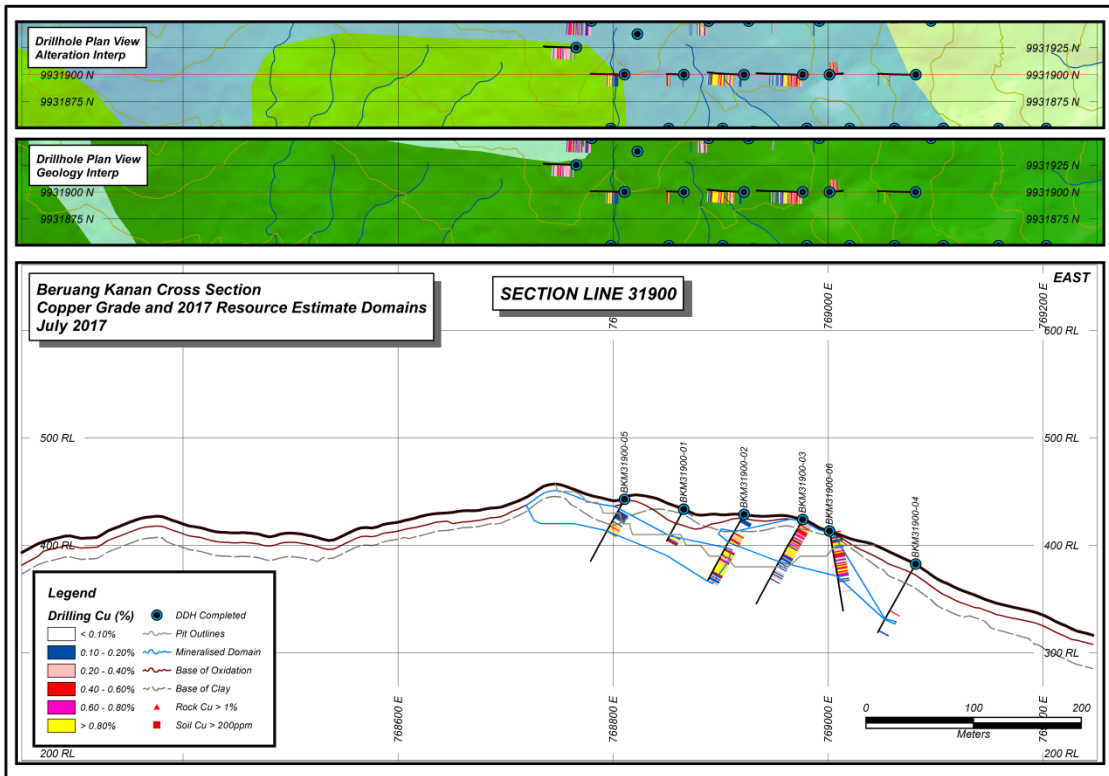 Drillhole Plan View
Alteration Interp
9931925 N
9931900 N
9931875 N
9931925 N
9931900 N
9931875 N
Drillhole Plan View
Geology Interp
9931925 N
9931900 N
9931875 N
9931925 N
9931900 N
9931875 N
Beruang Kanan Cross Section
Copper Grade and 2017 Resource Estimate Domains
July 2017
SECTION LINE 31900
EAST
769000 E
769200 E
600 RL
600 RL
500 RL
500 RL
BKM31900-05
BKM31900-01
BKM31900-02
BKM31900-03
BKM31900-06
BKM31900-04
400 RL
400 RL
300 RL
Legend
Drilling Cu (%)
DDH Completed
< 0.10%
Pit Outlines
0.10 - 0.20%
Mineralised Domain
0.20 - 0.40%
Base of Oxidation
0.40 - 0.60%
Base of Clay
0.60 - 0.80%
Rock Cu > 1%
> 0.80%
Soil Cu > 200ppm
768600 E
768800 E
769000 E
0 100 200
Meters
200 RL
200 RL